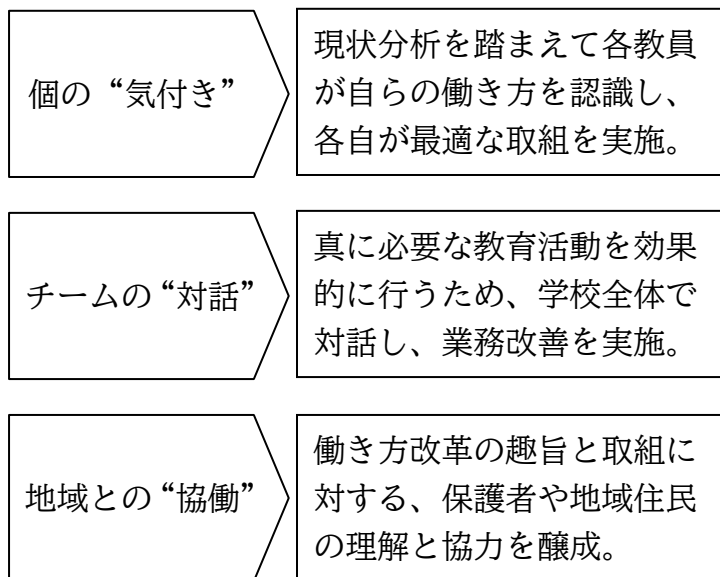 個の“気付き”
現状分析を踏まえて各教員
が自らの働き方を認識し、
各自が最適な取組を実施。
チームの“対話”
真に必要な教育活動を効果
的に行うため、学校全体で
対話し、業務改善を実施。
地域との“協働”
働き方改革の趣旨と取組に
対する、保護者や地域住民
の理解と協力を醸成。